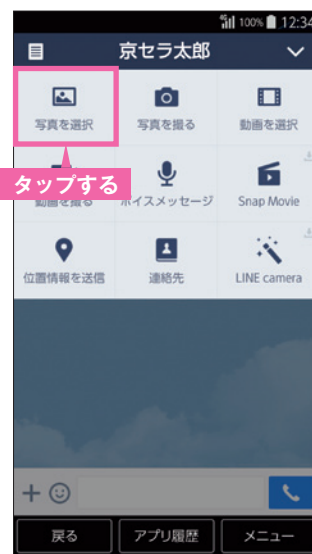 4G 100% 12:34
京セラ太郎
写真を選択 写真を撮る 動画を選択
タップする
動画を撮る ボイスメッセージ Snap Movie
位置情報を送信 連絡先 LINE camera
戻る アプリ履歴 メニュー